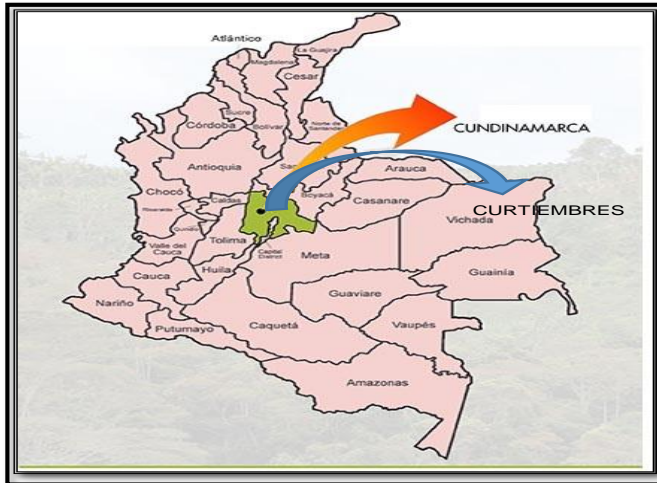 Atlántico
La Guajira
Magdalena
Cesar
Sucre
Norte de
Santander
Córdoba
Bolívar
CUNDINAMARCA
Antioquia
San
Arauca
Chocó
Boyacá
Risaralda
Caldas
Casanare
CURTIEMBRES
Vichada
Quindío
Valle del
Cauca
Tolima
Capital
District
Meta
Cauca
Huila
Guainía
Nariño
Guaviare
Putumayo
Caquetá
Vaupés
Amazonas